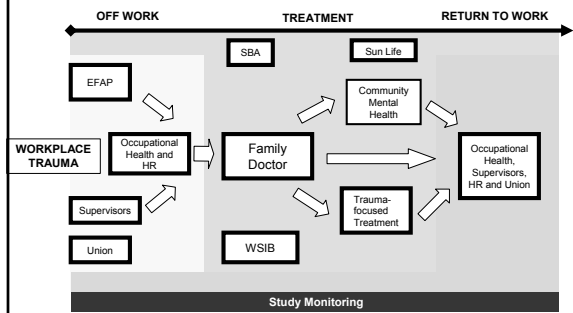 OFF WORK
TREATMENT
RETURN TO WORK
SBA
Sun Life
EFAP
Community
Mental
Health
WORKPLACE
TRAUMA
Occupational
Health and
HR
Family
Doctor
Occupational
Health,
Supervisors,
HR and Union
Supervisors
Trauma-
focused
Treatment
Union
WSIB
Study Monitoring